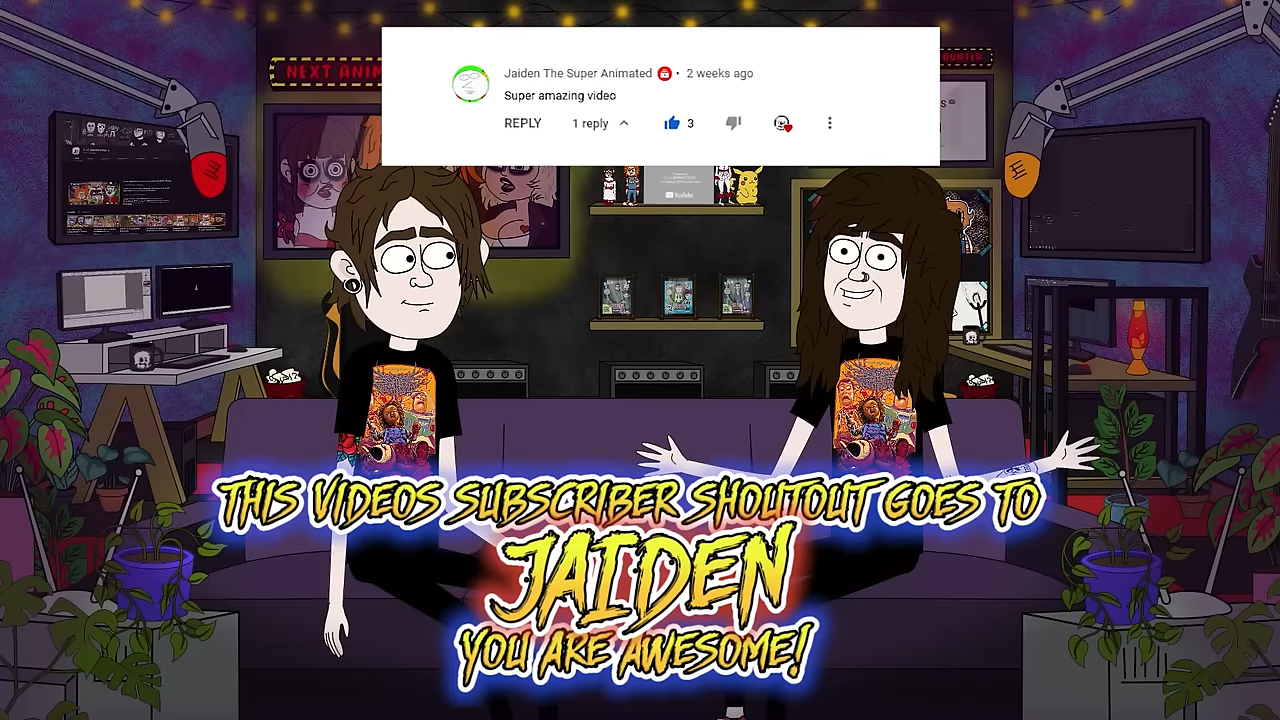 NEXT ANIM
Jaiden The Super Animated • 2 weeks ago
Super amazing video
REPLY 1 reply 3
YouTube
THIS VIDEOS SUBSCRIBER SHOUTOUT GOES TO
JAIDEN
YOU ARE AWESOME!